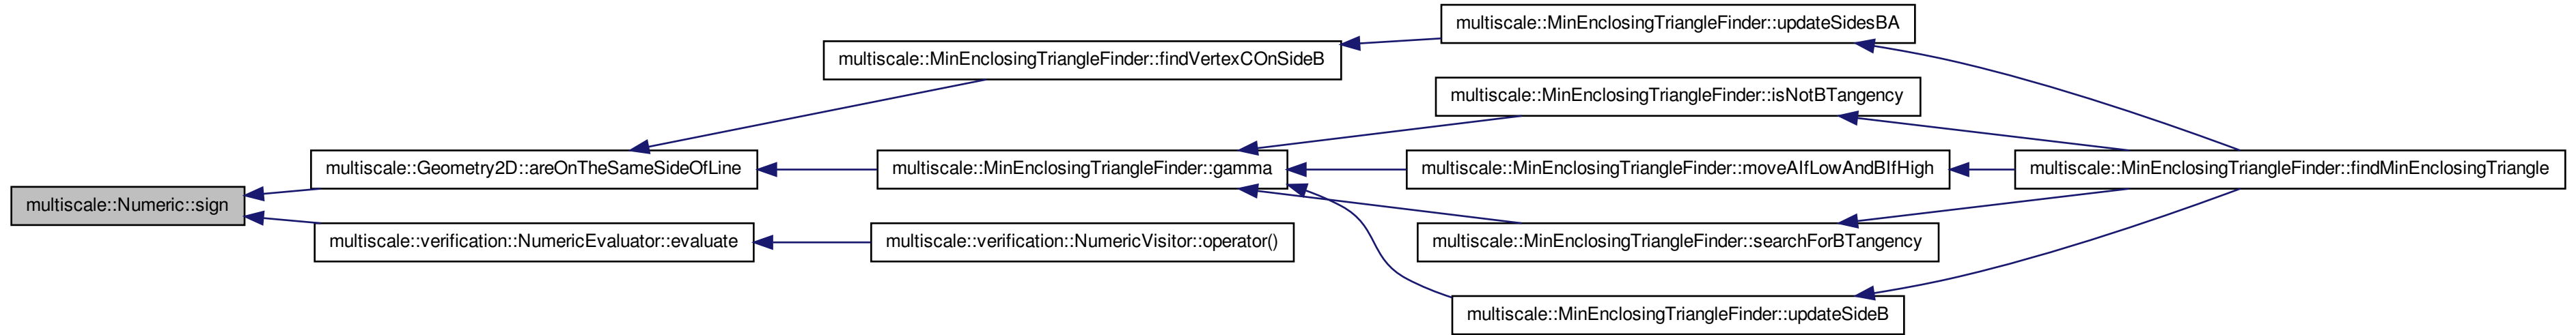 multiscale::Numeric::sign
multiscale::Geometry2D::areOnTheSameSideOfLine
multiscale::verification::NumericEvaluator::evaluate
multiscale::MinEnclosingTriangleFinder::findVertexCOnSideB
multiscale::MinEnclosingTriangleFinder::gamma
multiscale::verification::NumericVisitor::operator()
multiscale::MinEnclosingTriangleFinder::updateSidesBA
multiscale::MinEnclosingTriangleFinder::isNotBTangency
multiscale::MinEnclosingTriangleFinder::moveAIfLowAndBIfHigh
multiscale::MinEnclosingTriangleFinder::searchForBTangency
multiscale::MinEnclosingTriangleFinder::updateSideB
multiscale::MinEnclosingTriangleFinder::findMinEnclosingTriangle